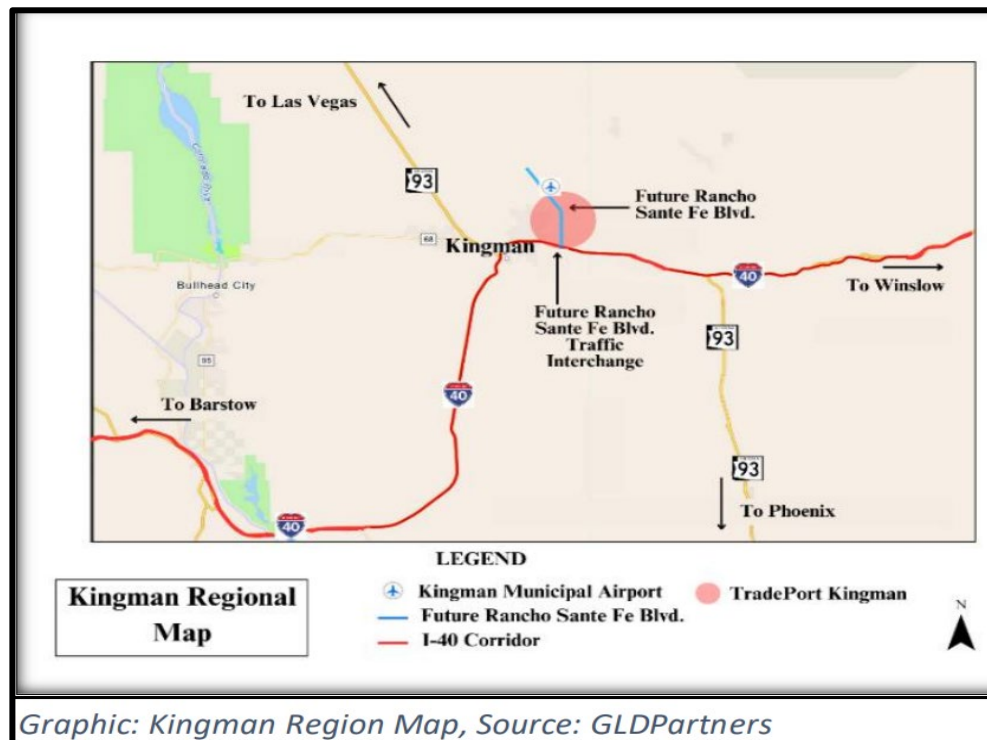 To Las Vegas
93
Future Rancho
Sante Fe Blvd.
68
Kingman
Bullhead City
40
To Winslow
Future Rancho
Sante Fe Blvd.
Traffic
Interchange
93
95
40
To Barstow
93
To Phoenix
40
LEGEND
Kingman Regional
Map
Kingman Municipal Airport
TradePort Kingman
Future Rancho Sante Fe Blvd.
I-40 Corridor
N
Graphic: Kingman Region Map, Source: GLDPartners